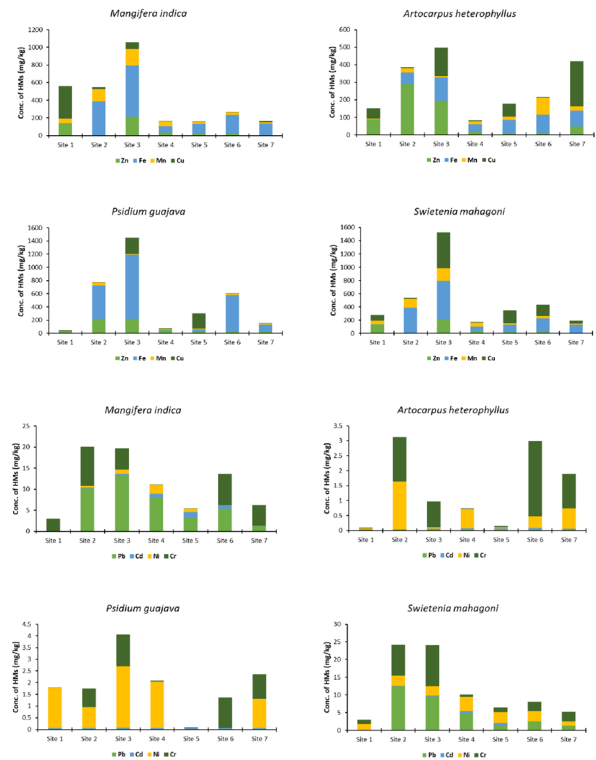 Mangifera indica
Conc. of HMs (mg/kg)
1200
1000
800
600
400
200
0
Site 1 Site 2 Site 3 Site 4 Site 5 Site 6 Site 7
Zn Fe Mn Cu
Artocarpus heterophyllus
Conc. of HMs (mg/kg)
600
500
400
300
200
100
0
Site 1 Site 2 Site 3 Site 4 Site 5 Site 6 Site 7
Zn Fe Mn Cu
Psidium guajava
Conc. of HMs (mg/kg)
1600
1400
1200
1000
800
600
400
200
0
Site 1 Site 2 Site 3 Site 4 Site 5 Site 6 Site 7
Zn Fe Mn Cu
Swietenia mahagoni
Conc. of HMs (mg/kg)
1600
1400
1200
1000
800
600
400
200
0
Site 1 Site 2 Site 3 Site 4 Site 5 Site 6 Site 7
Zn Fe Mn Cu
Mangifera indica
Conc. of HMs (mg/kg)
25
20
15
10
5
0
Site 1 Site 2 Site 3 Site 4 Site 5 Site 6 Site 7
Pb Cd Ni Cr
Artocarpus heterophyllus
Conc. of HMs (mg/kg)
3.5
3
2.5
2
1.5
1
0.5
0
Site 1 Site 2 Site 3 Site 4 Site 5 Site 6 Site 7
Pb Cd Ni Cr
Psidium guajava
Conc. of HMs (mg/kg)
4.5
4
3.5
3
2.5
2
1.5
1
0.5
0
Site 1 Site 2 Site 3 Site 4 Site 5 Site 6 Site 7
Pb Cd Ni Cr
Swietenia mahagoni
Conc. of HMs (mg/kg)
30
25
20
15
10
5
0
Site 1 Site 2 Site 3 Site 4 Site 5 Site 6 Site 7
Pb Cd Ni Cr